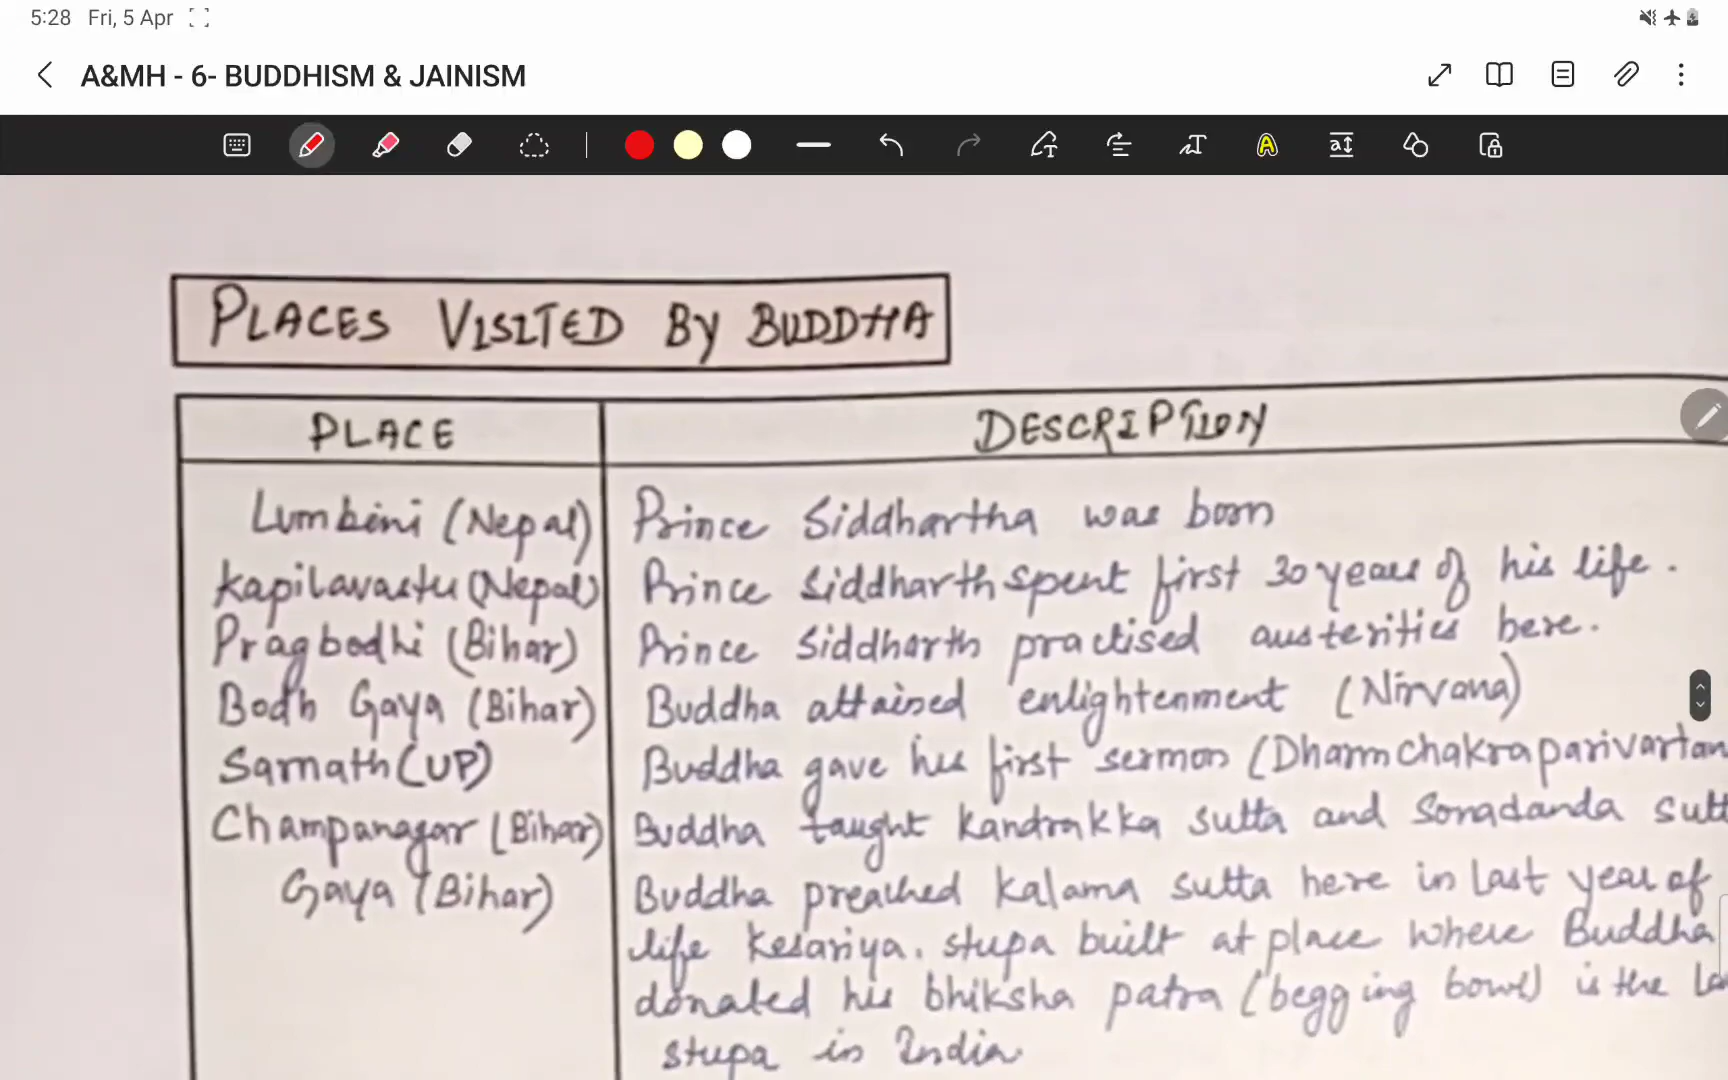 5:28 Fri, 5 Apr
A&MH - 6- BUDDHISM & JAINISM
PLACES VISITED By BUDDHA
PLACE DESCRIPTION
Lumbini (Nepal) Prince Siddhartha was born
Kapilavastu (Nepal) Prince Siddharth spent first 30 years of his life.
Pragbodhi (Bihar) Prince Siddharth practised austerities here.
Bodh Gaya (Bihar) Buddha attained enlightenment (Nirvana)
Sarnath (UP) Buddha gave his first sermon (Dharmchakraparivartan
Champanagar (Bihar) Buddha taught Kandrakka sutta and Sonadanda sutt
Gaya (Bihar) Buddha preached Kalama sutta here in last year of
life Kesariya. stupa built at place where Buddha
donated his bhiksha patra (begging bowl) is the
stupa in India